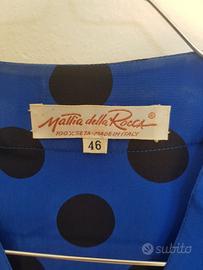 Mattia della Rocca ®
100% SETA - MADE IN ITALY
46
subito